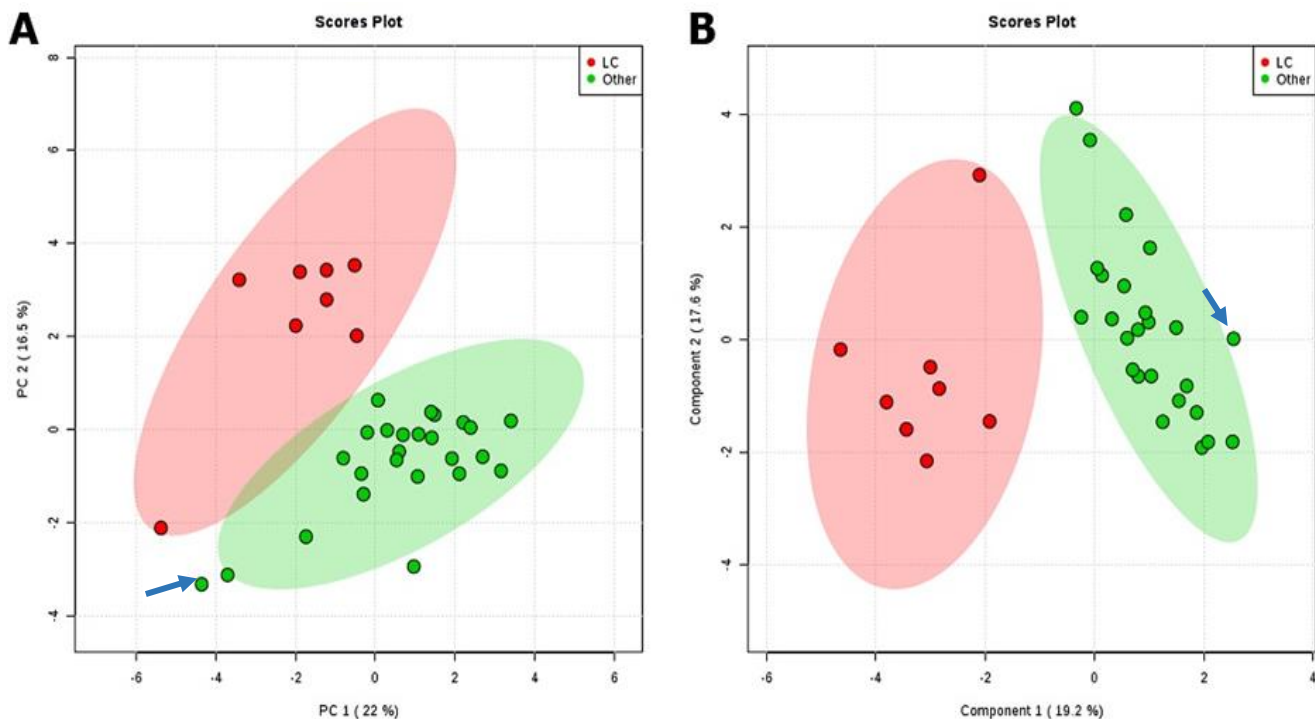 A
Scores Plot
LC
Other
8
6
4
2
0
-2
-4
PC 2 ( 16.5 %)
-6
-4
-2
0
2
4
6
PC 1 ( 22 %)
B
Scores Plot
LC
Other
4
2
0
-2
-4
Component 2 ( 17.6 %)
-6
-4
-2
0
2
4
Component 1 ( 19.2 %)